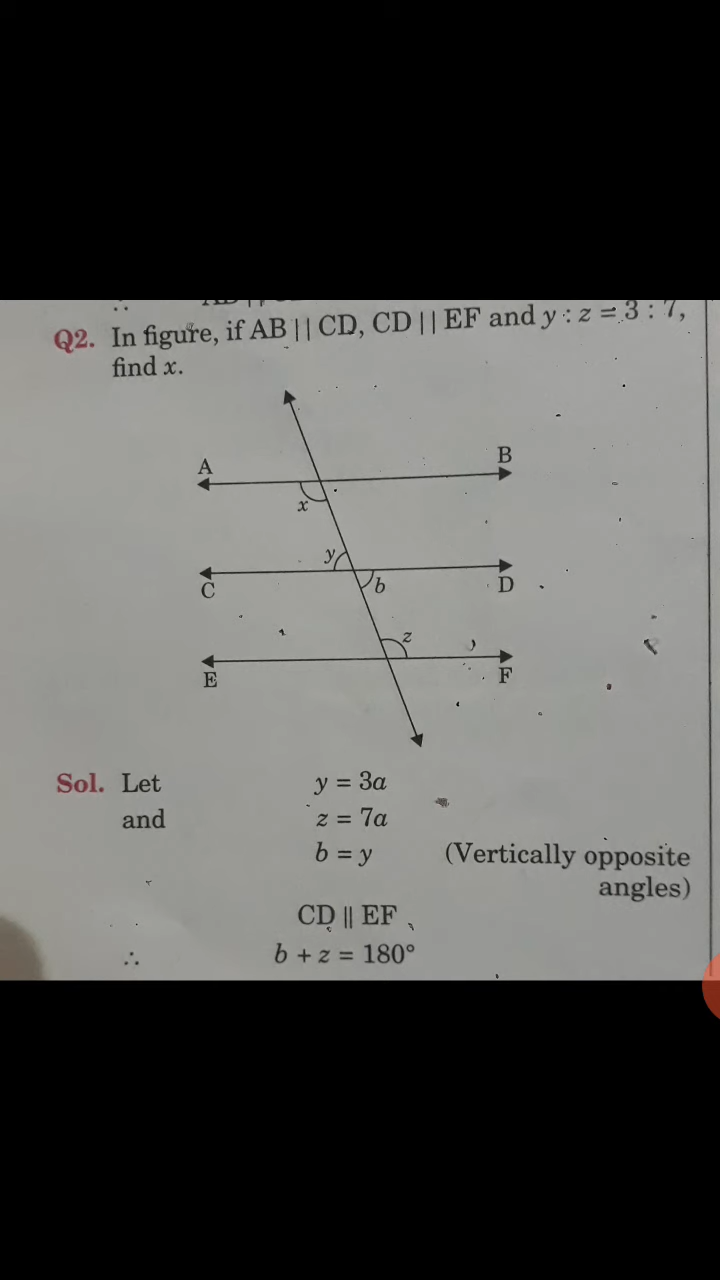 Q2. In figure, if AB || CD, CD || EF and y : z = 3 : 7,
find x.
A
B
x
y
C
b
D
z
E
F
Sol. Let y = 3a
and z = 7a
b = y (Vertically opposite
angles)
CD || EF
∴ b + z = 180°